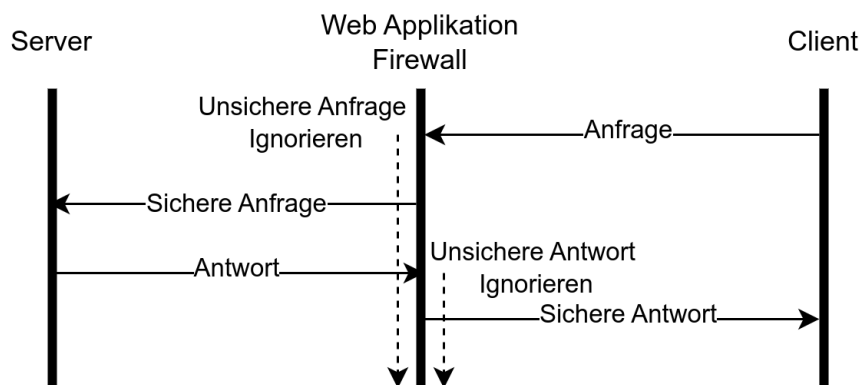 Server
Web Applikation
Firewall
Client
Unsichere Anfrage
Ignorieren
Anfrage
Sichere Anfrage
Antwort
Unsichere Antwort
Ignorieren
Sichere Antwort